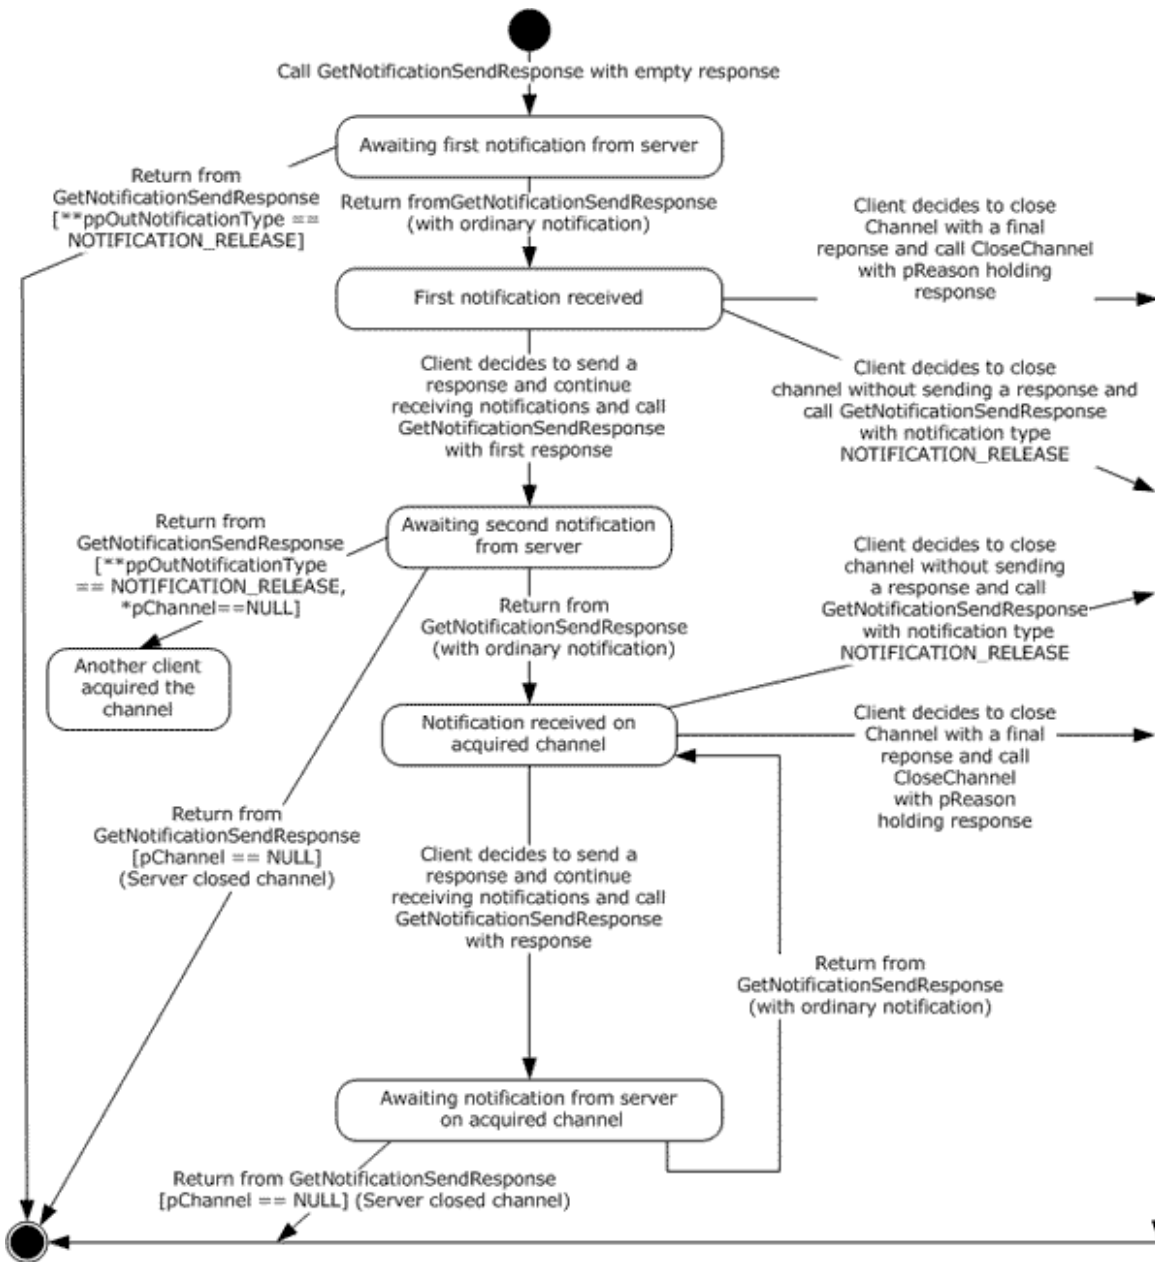 Call GetNotificationSendResponse with empty response
Awaiting first notification from server
Return from
GetNotificationSendResponse
[**ppOutNotificationType ==
NOTIFICATION_RELEASE]
Return fromGetNotificationSendResponse
(with ordinary notification)
Client decides to close
Channel with a final
reponse and call CloseChannel
with pReason holding
response
First notification received
Client decides to send a
response and continue
receiving notifications and call
GetNotificationSendResponse
with first response
Client decides to close
channel without sending a response and
call GetNotificationSendResponse
with notification type
NOTIFICATION_RELEASE
Awaiting second notification
from server
Return from
GetNotificationSendResponse
[**ppOutNotificationType
== NOTIFICATION_RELEASE,
*pChannel==NULL]
Another client
acquired the
channel
Return from
GetNotificationSendResponse
(with ordinary notification)
Client decides to close
channel without sending
a response and call
GetNotificationSendResponse
with notification type
NOTIFICATION_RELEASE
Notification received on
acquired channel
Client decides to close
Channel with a final
reponse and call
CloseChannel
with pReason
holding response
Return from
GetNotificationSendResponse
[pChannel == NULL]
(Server closed channel)
Client decides to send a
response and continue
receiving notifications and call
GetNotificationSendResponse
with response
Return from
GetNotificationSendResponse
(with ordinary notification)
Awaiting notification from server
on acquired channel
Return from GetNotificationSendResponse
[pChannel == NULL] (Server closed channel)